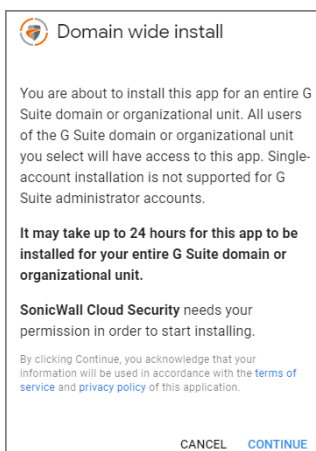 Domain wide install
You are about to install this app for an entire G
Suite domain or organizational unit. All users
of the G Suite domain or organizational unit
you select will have access to this app. Single-
account installation is not supported for G
Suite administrator accounts.
It may take up to 24 hours for this app to be
installed for your entire G Suite domain or
organizational unit.
SonicWall Cloud Security needs your
permission in order to start installing.
By clicking Continue, you acknowledge that your
information will be used in accordance with the terms of
service and privacy policy of this application.
CANCEL CONTINUE